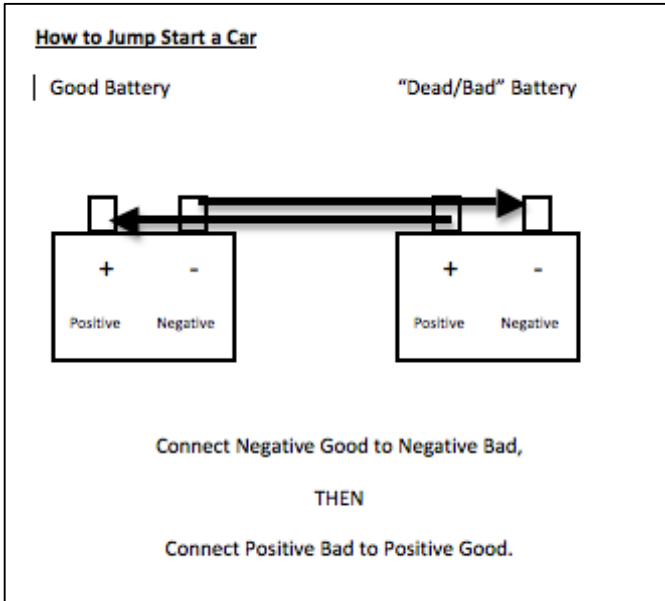 How to Jump Start a Car
Good Battery “Dead/Bad” Battery
+ - + -
Positive Negative Positive Negative
Connect Negative Good to Negative Bad,
THEN
Connect Positive Bad to Positive Good.